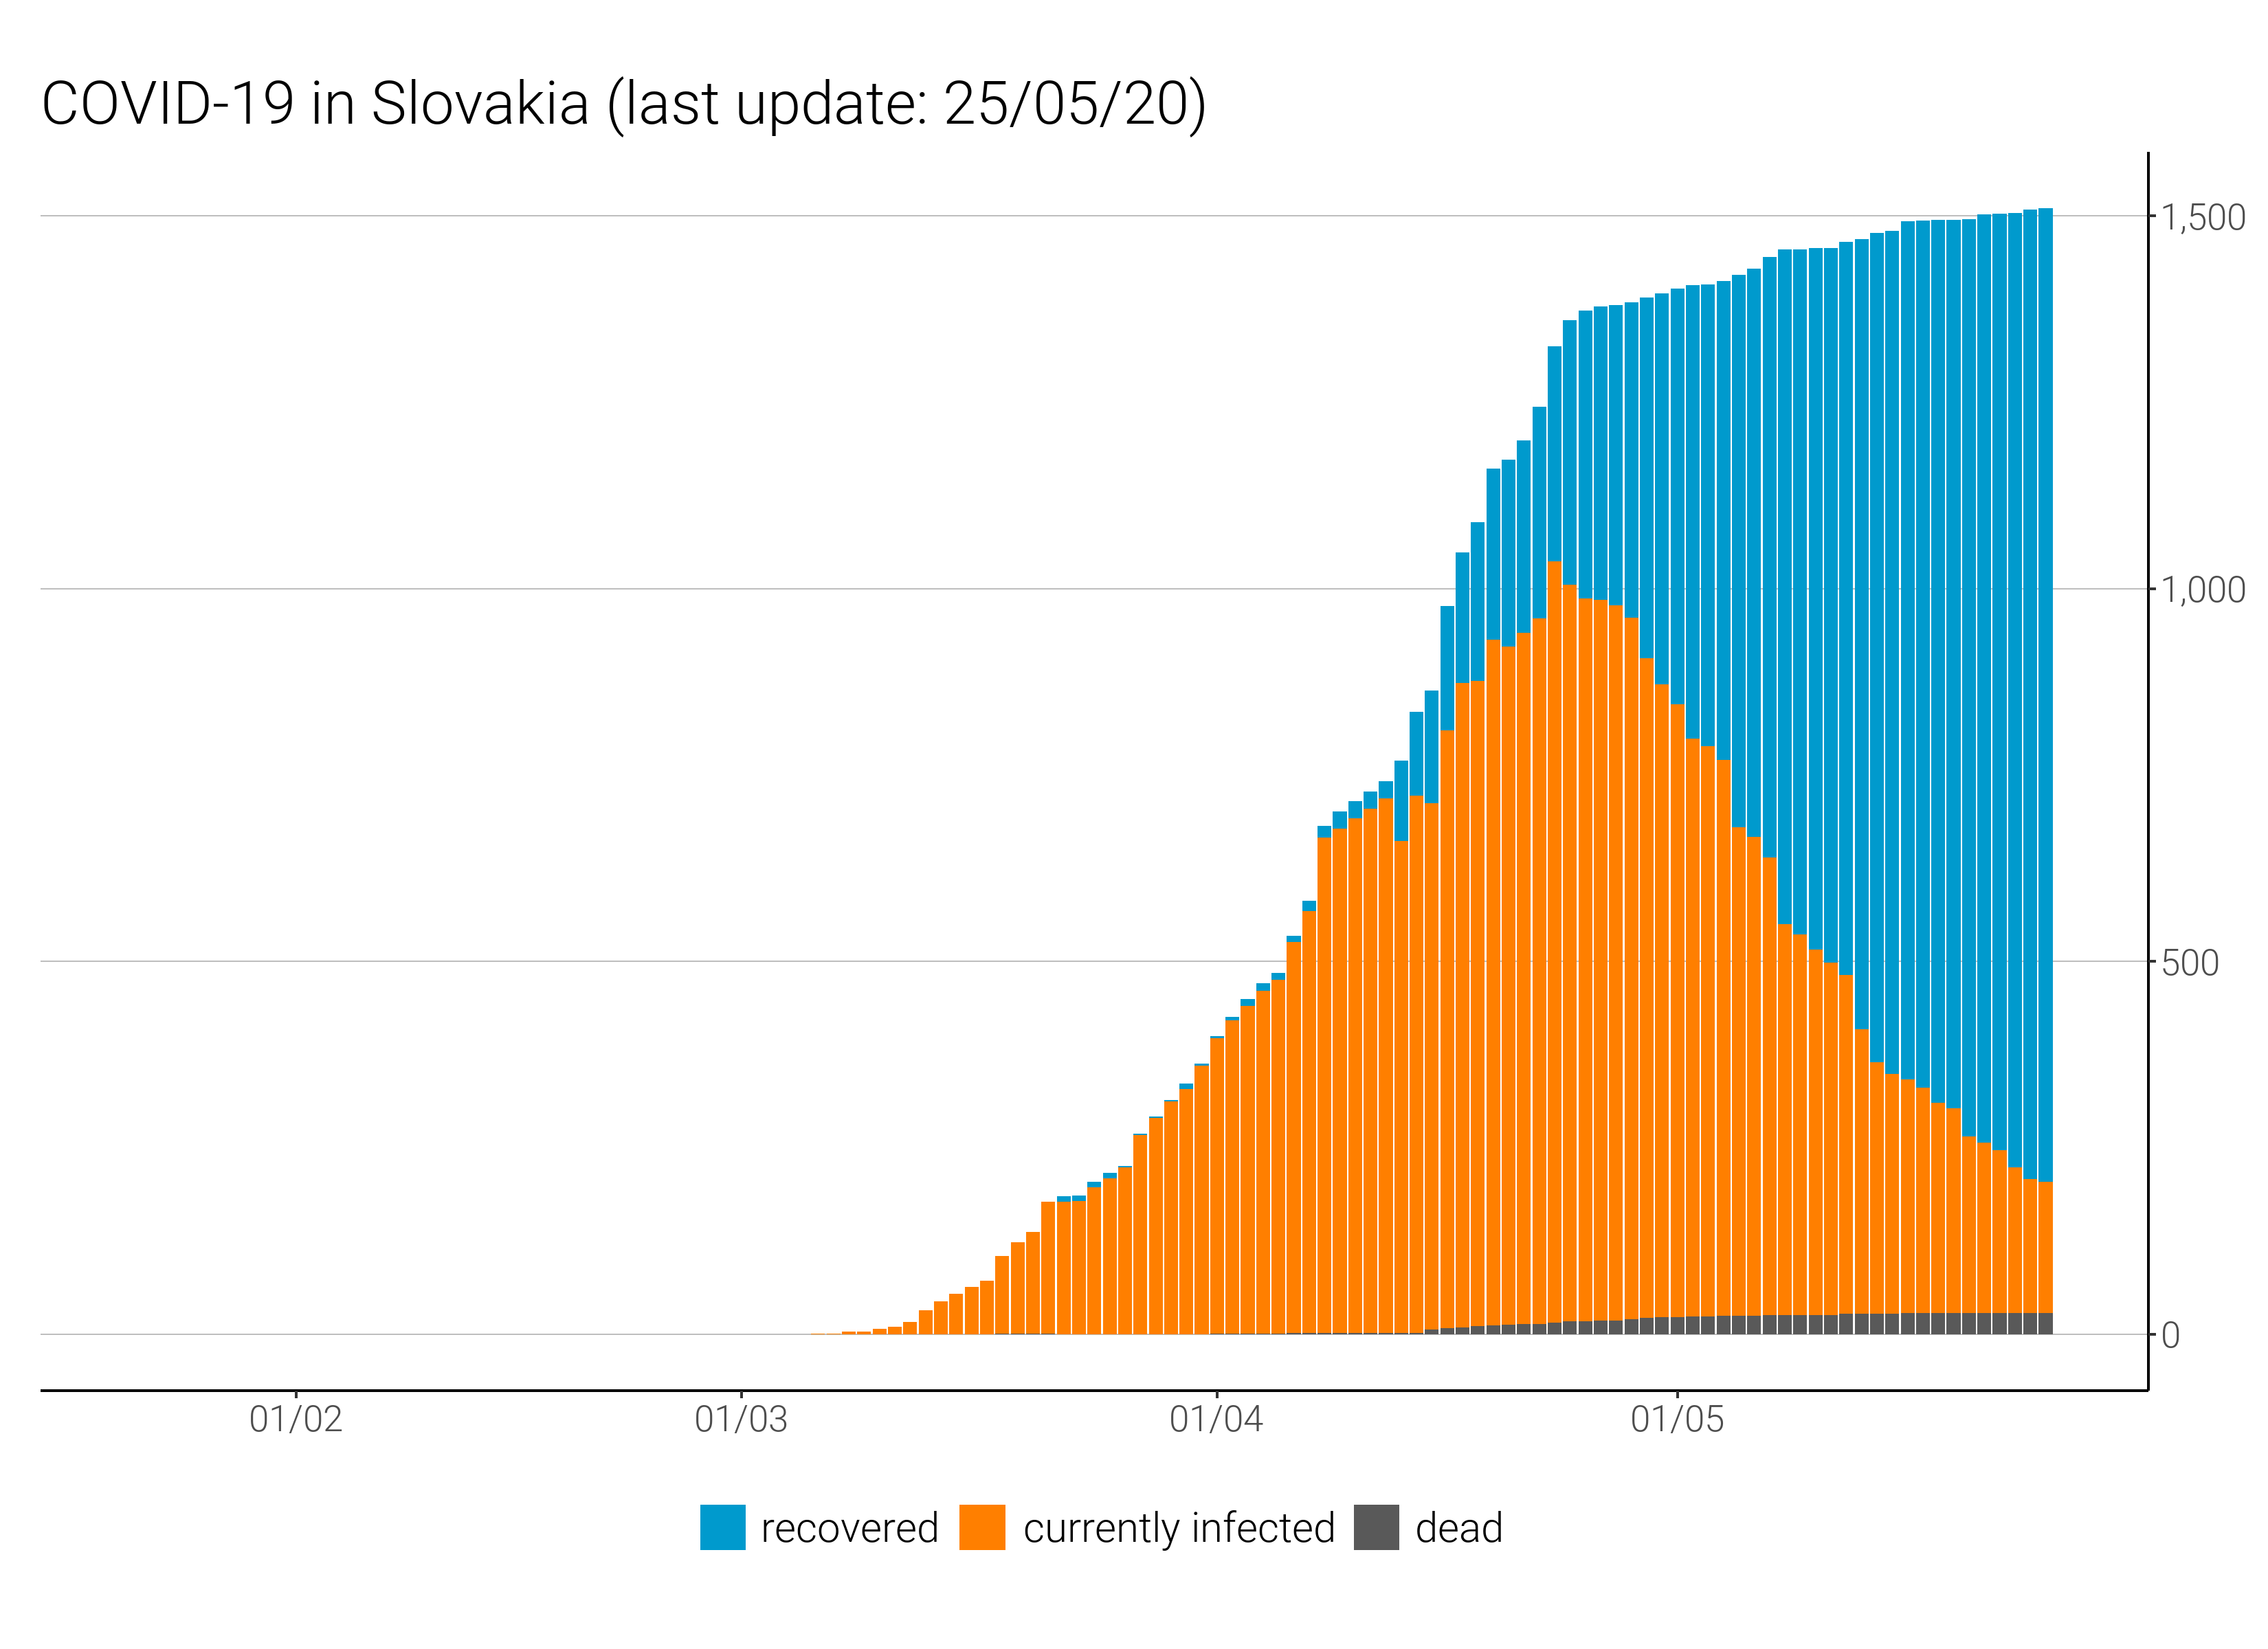 COVID-19 in Slovakia (last update: 25/05/20)
1,500
1,000
500
0
01/02 01/03 01/04 01/05
recovered currently infected dead